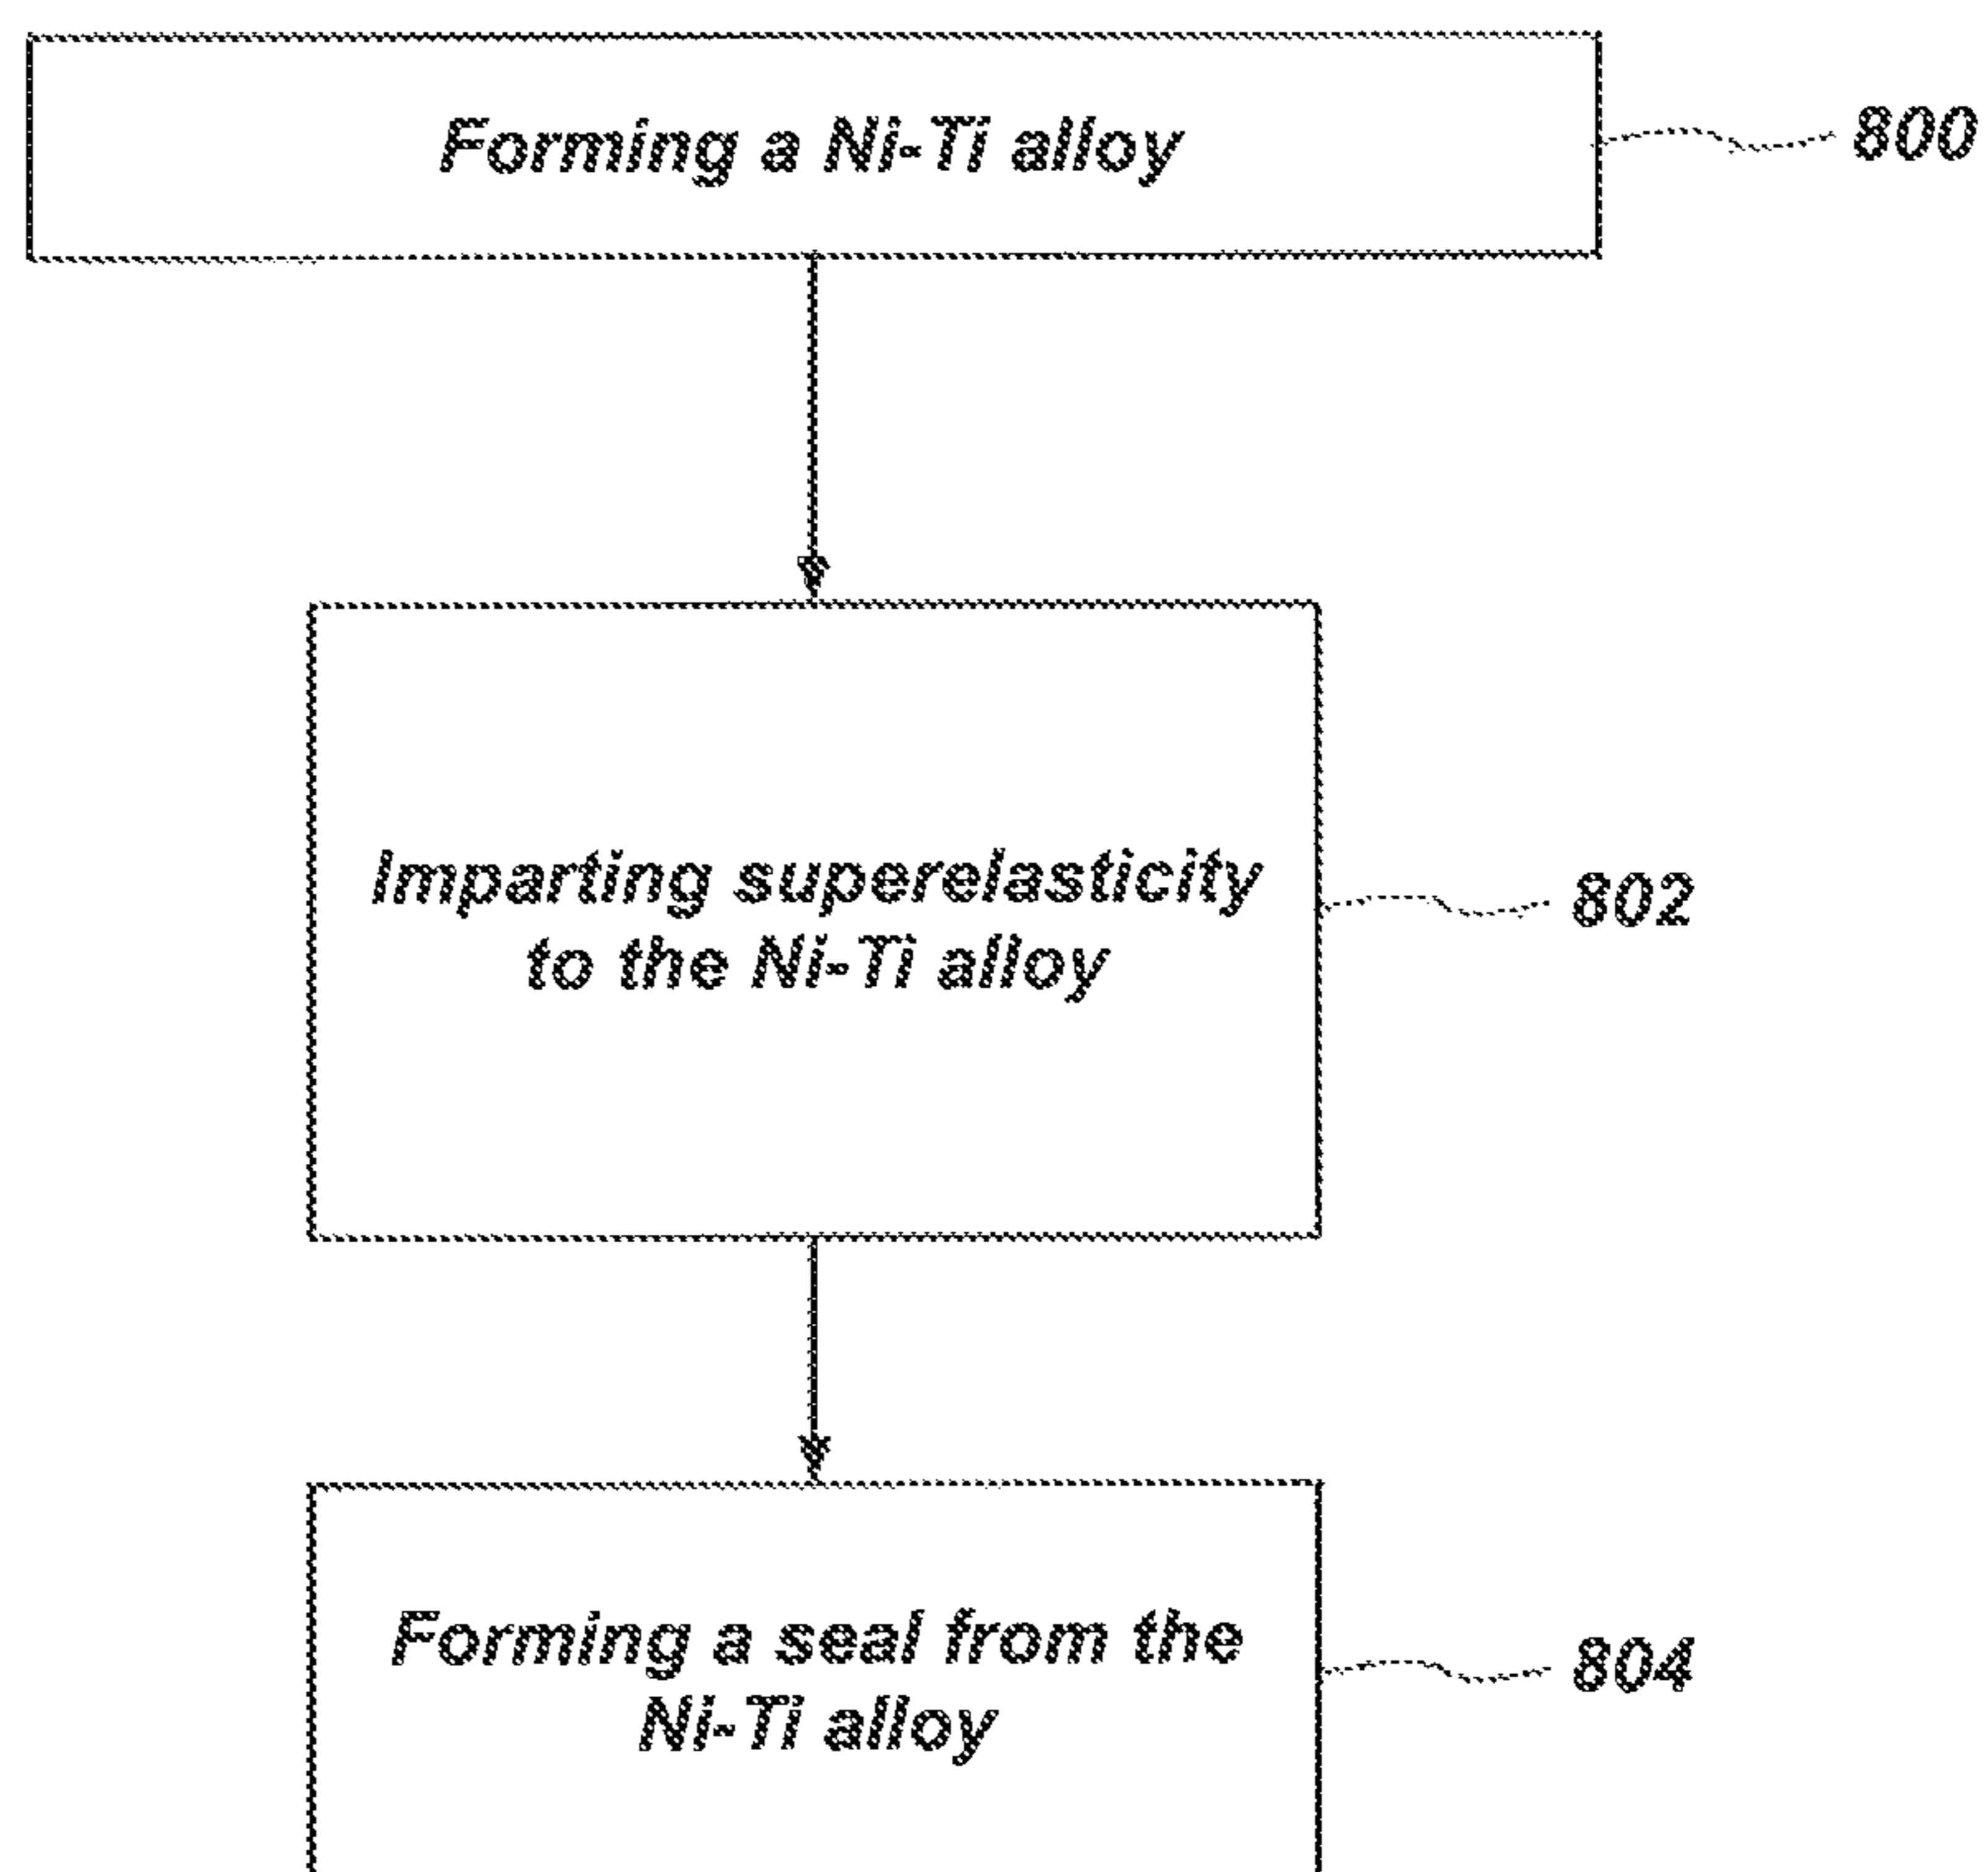 Forming a Ni-Ti alloy
800
Imparting superelasticity
to the Ni-Ti alloy
802
Forming a seal from the
Ni-Ti alloy
804